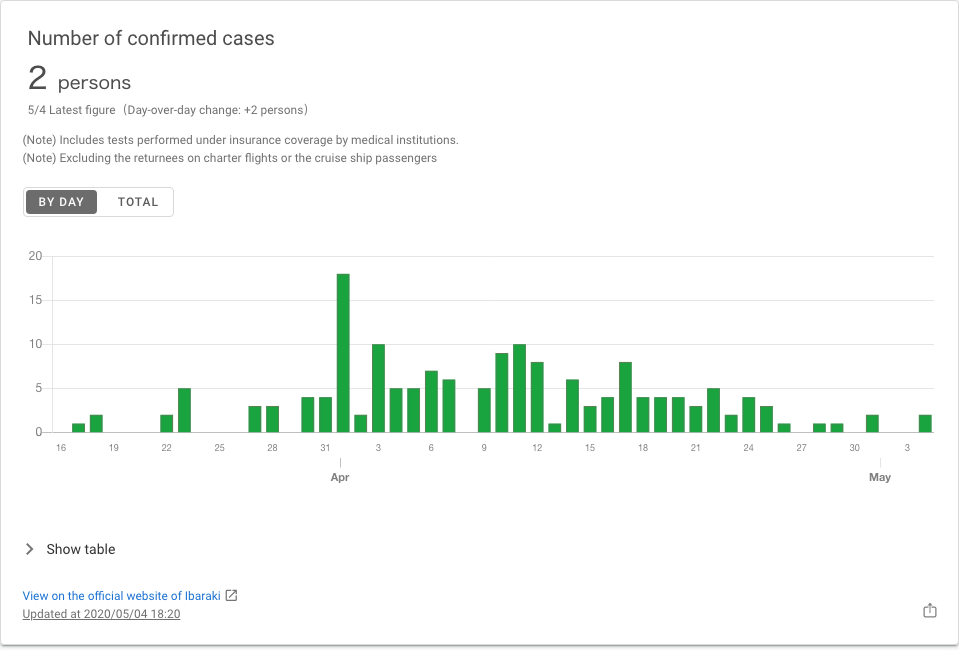 Number of confirmed cases
2 persons
5/4 Latest figure（Day-over-day change: +2 persons）
(Note) Includes tests performed under insurance coverage by medical institutions.
(Note) Excluding the returnees on charter flights or the cruise ship passengers
BY DAY TOTAL
20
15
10
5
0
16 19 22 25 28 31 3 6 9 12 15 18 21 24 27 30 3
Apr May
Show table
View on the official website of Ibaraki
Updated at 2020/05/04 18:20